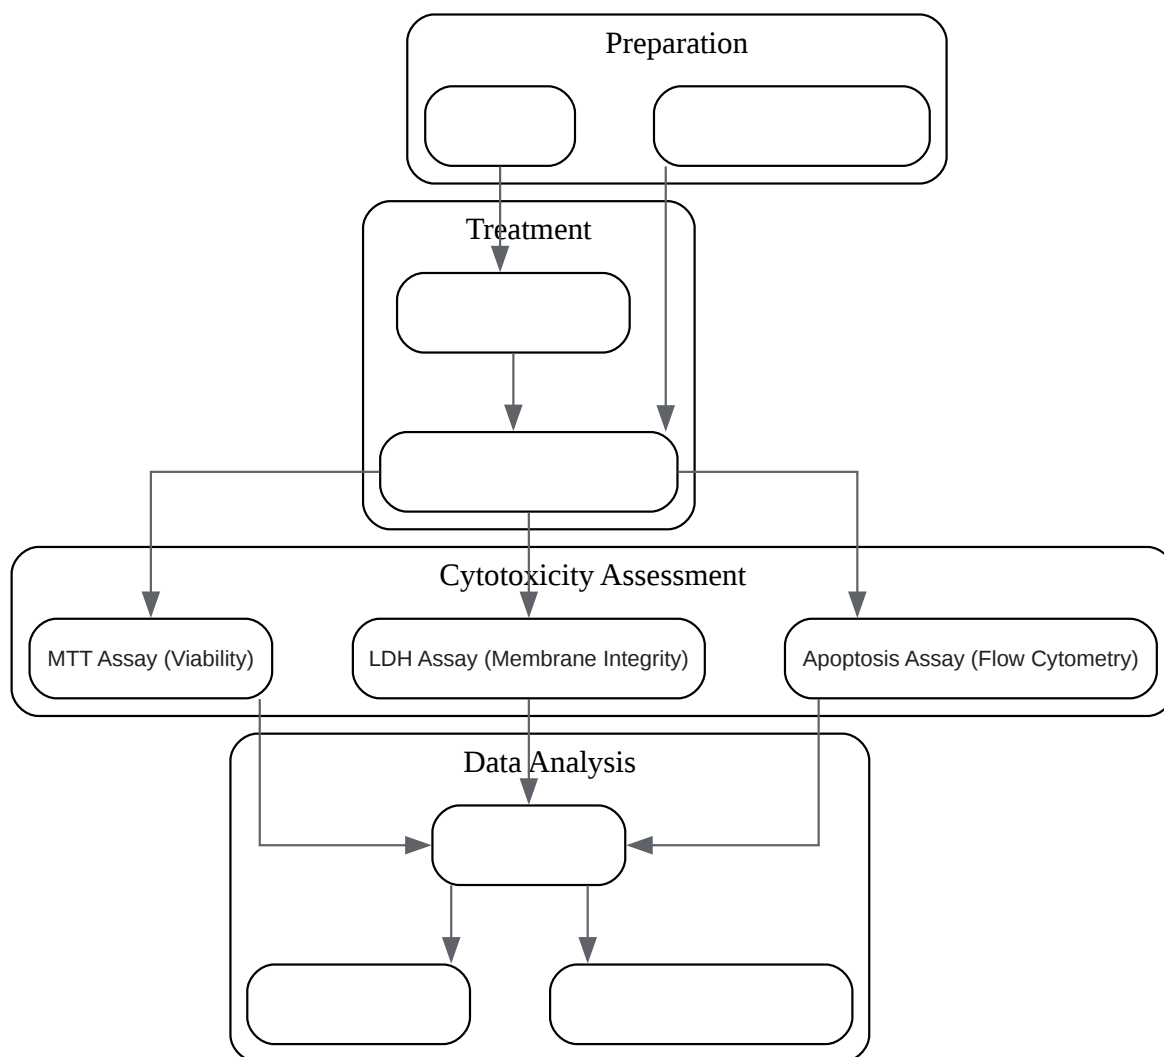 Preparation
Treatment
Cytotoxicity Assessment
MTT Assay (Viability)
LDH Assay (Membrane Integrity)
Apoptosis Assay (Flow Cytometry)
Data Analysis